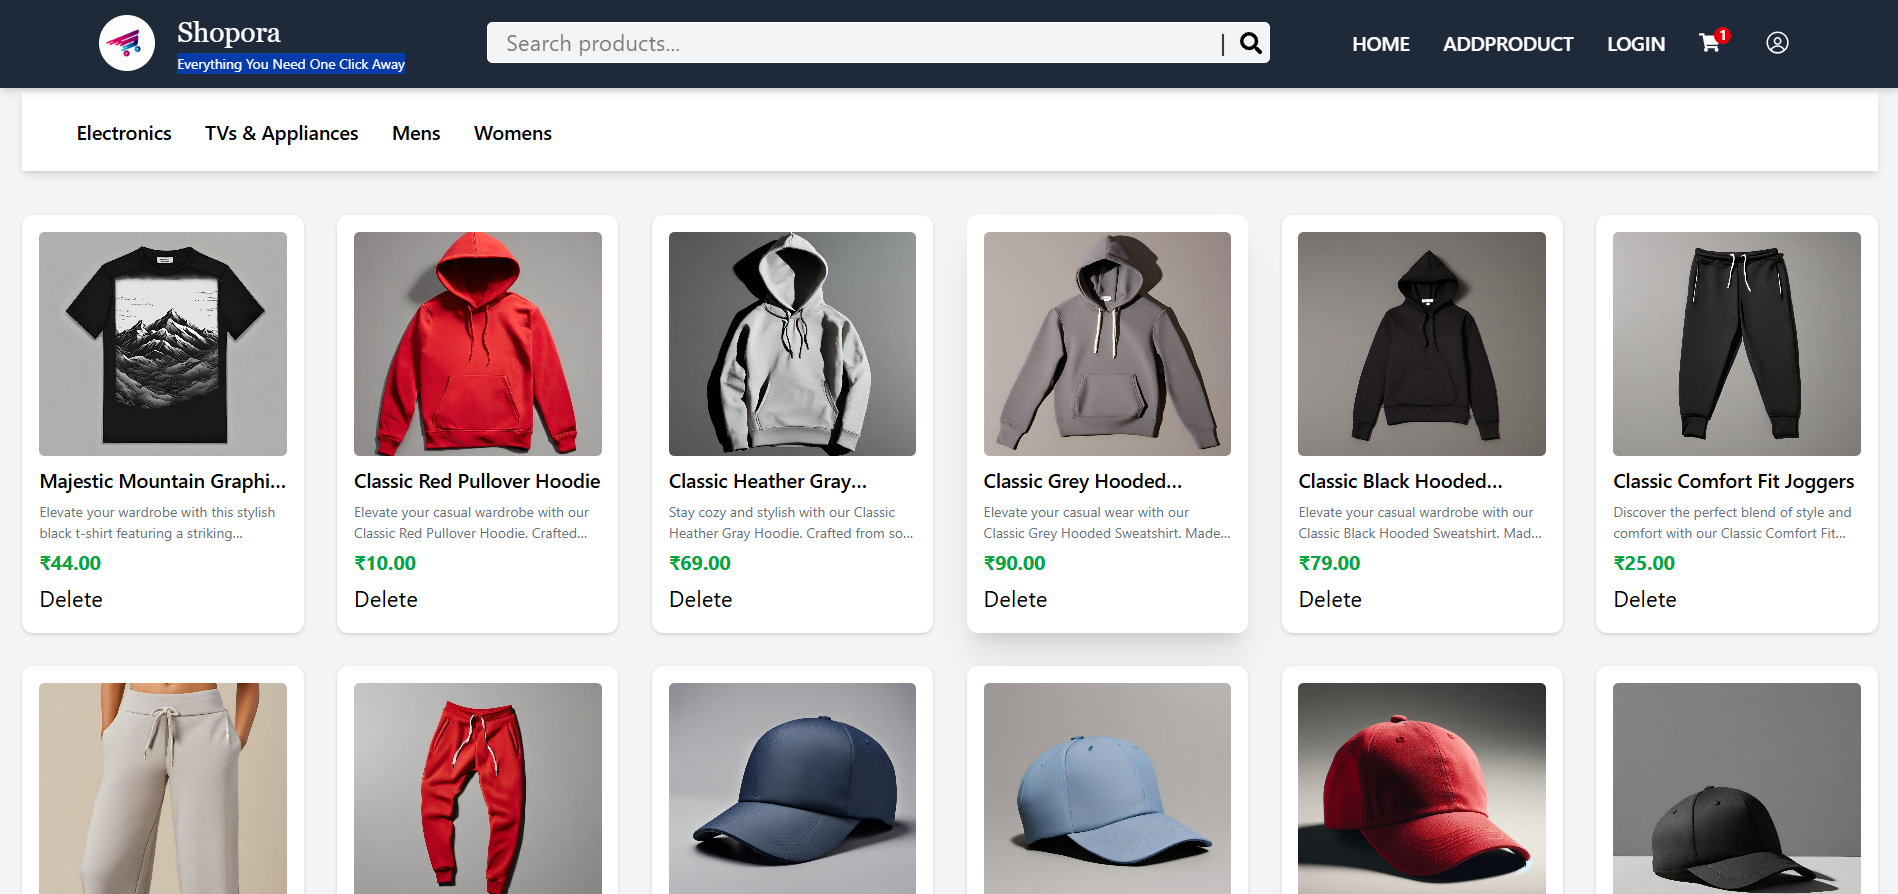 Shopora
Everything You Need One Click Away
Search products...
|
HOME
ADDPRODUCT
LOGIN
1
Electronics
TVs & Appliances
Mens
Womens
Majestic Mountain Graphi...
Elevate your wardrobe with this stylish
black t-shirt featuring a striking...
₹44.00
Delete
Classic Red Pullover Hoodie
Elevate your casual wardrobe with our
Classic Red Pullover Hoodie. Crafted...
₹10.00
Delete
Classic Heather Gray...
Stay cozy and stylish with our Classic
Heather Gray Hoodie. Crafted from so...
₹69.00
Delete
Classic Grey Hooded...
Elevate your casual wear with our
Classic Grey Hooded Sweatshirt. Made...
₹90.00
Delete
Classic Black Hooded...
Elevate your casual wardrobe with our
Classic Black Hooded Sweatshirt. Mad...
₹79.00
Delete
Classic Comfort Fit Joggers
Discover the perfect blend of style and
comfort with our Classic Comfort Fit...
₹25.00
Delete